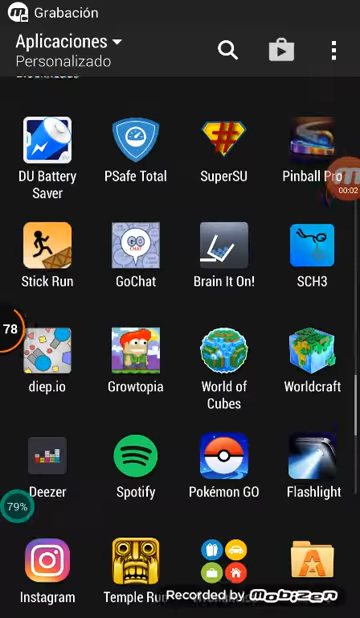 Grabación
Aplicaciones
Personalizado
DU Battery Saver
PSafe Total
SuperSU
Pinball Pro
00:02
Stick Run
GoChat
Brain It On!
SCH3
78
diep.io
Growtopia
World of Cubes
Worldcraft
Deezer
Spotify
Pokémon GO
Flashlight
79%
Instagram
Temple Run
Recorded by Mobizen